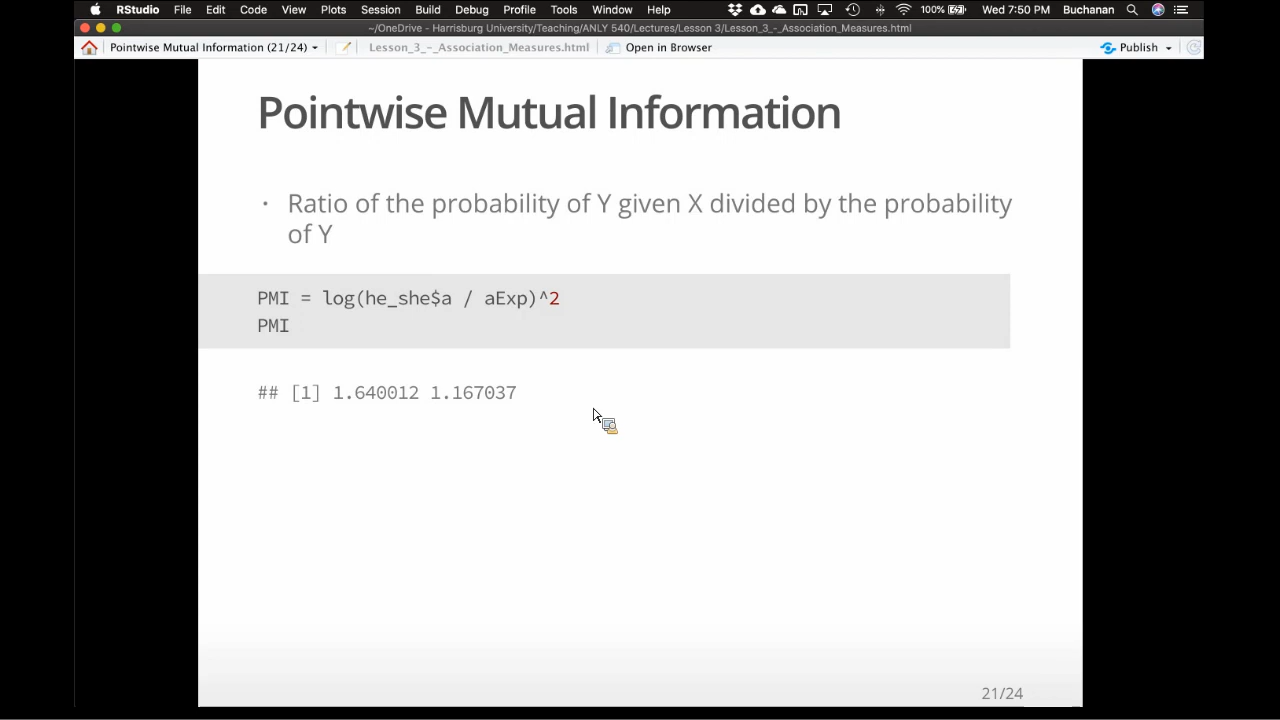 RStudio File Edit Code View Plots Session Build Debug Profile Tools Window Help 100% Wed 7:50 PM Buchanan
~/OneDrive - Harrisburg University/Teaching/ANLY 540/Lectures/Lesson 3/Lesson_3_-_Association_Measures.html
Pointwise Mutual Information (21/24) Lesson_3_-_Association_Measures.html Open in Browser Publish
Pointwise Mutual Information
• Ratio of the probability of Y given X divided by the probability
of Y
PMI = log(he_she$a / aExp)^2
PMI
## [1] 1.640012 1.167037
21/24